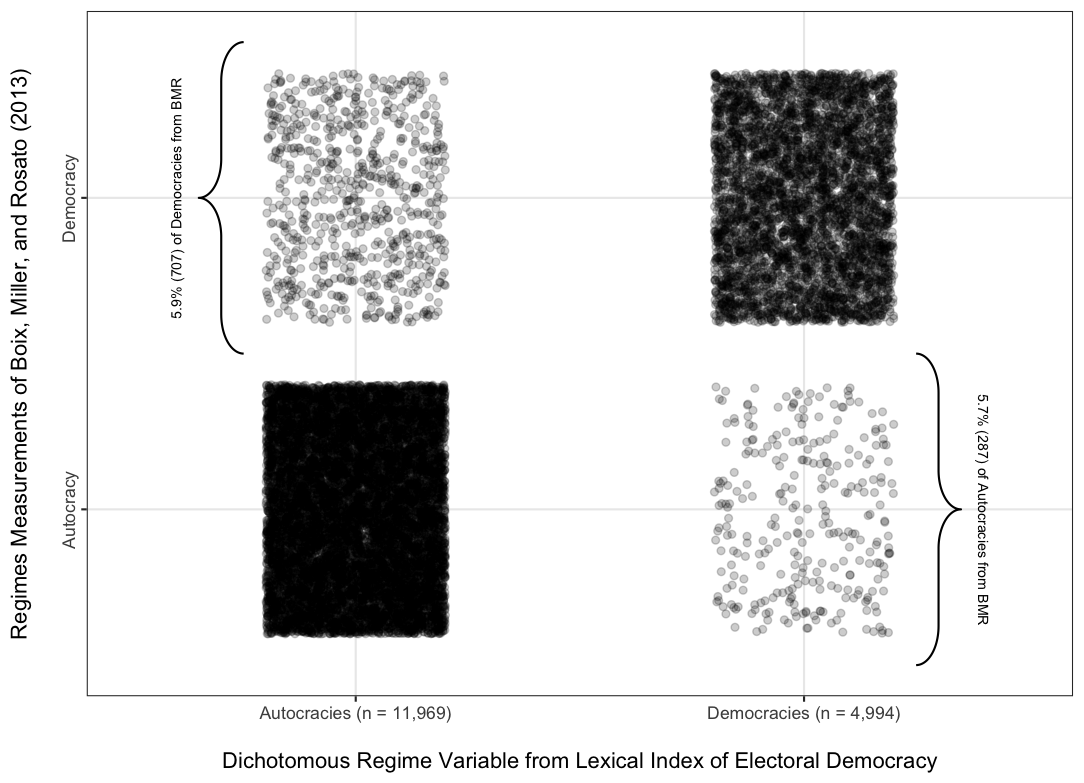 Regimes Measurements of Boix, Miller, and Rosato (2013)
Democracy
Autocracy
5.9% (707) of Democracies from BMR
5.7% (287) of Autocracies from BMR
Autocracies (n = 11,969)
Democracies (n = 4,994)
Dichotomous Regime Variable from Lexical Index of Electoral Democracy